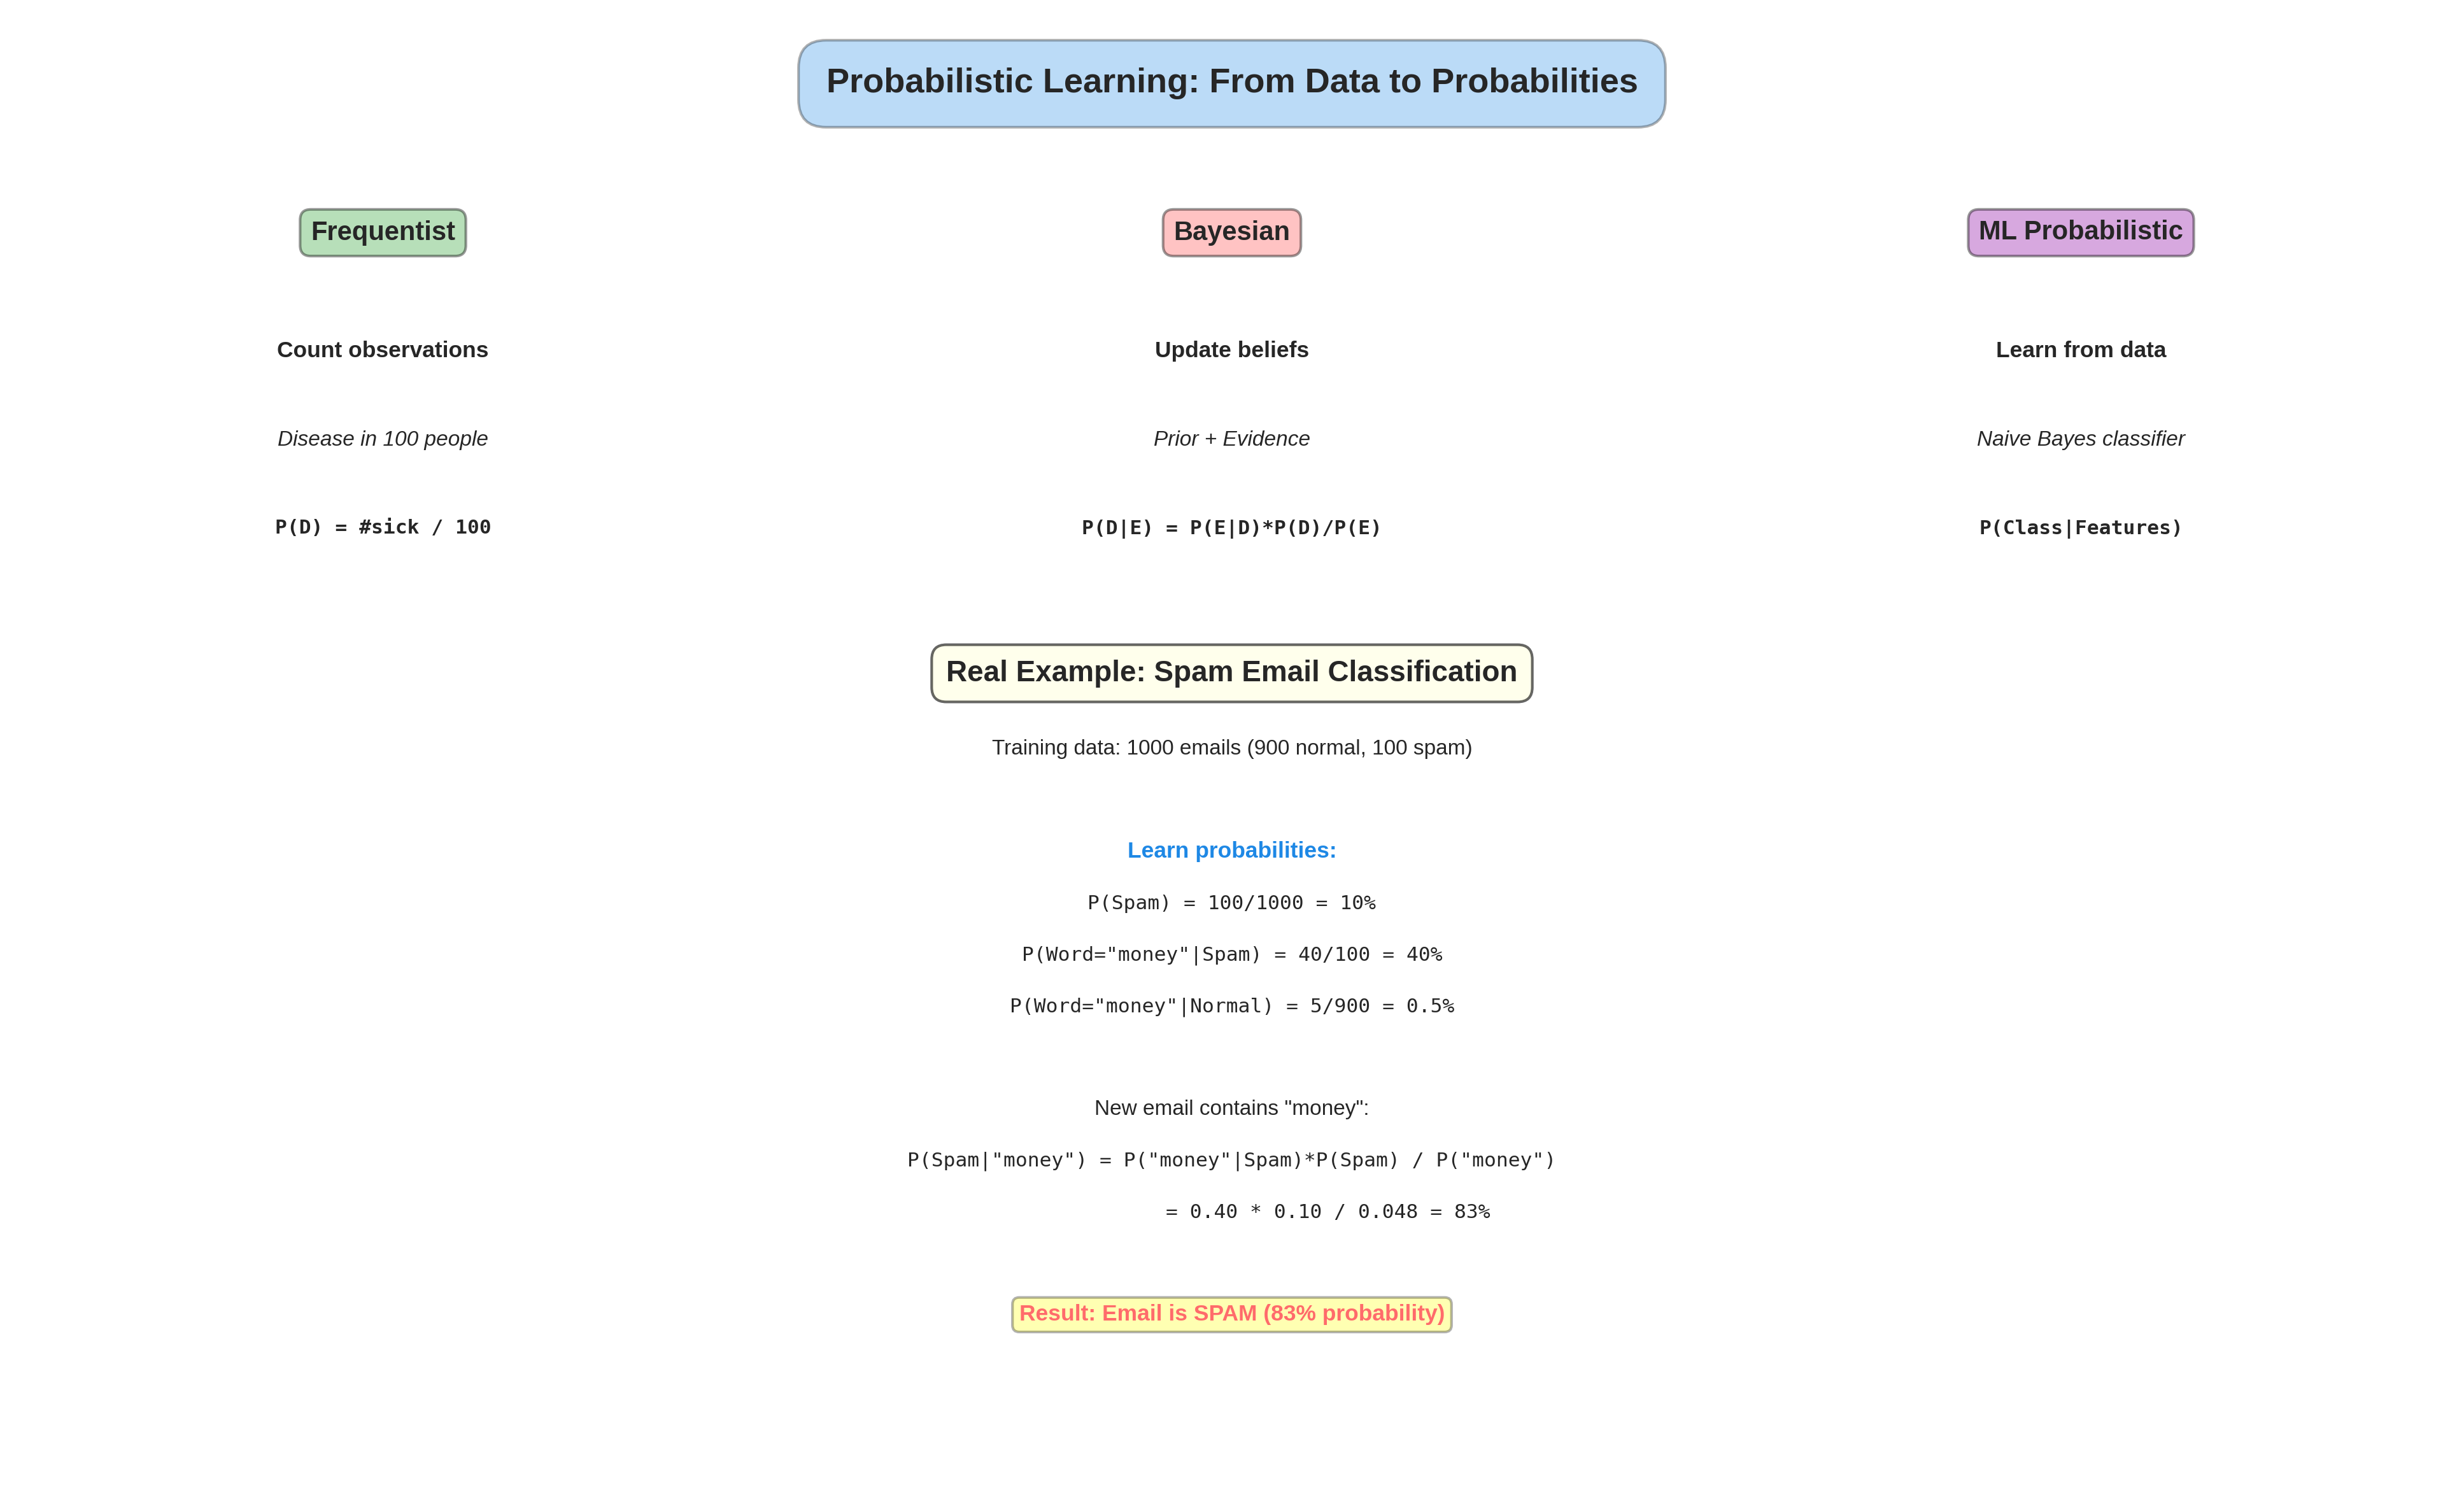 Probabilistic Learning: From Data to Probabilities
Frequentist
Bayesian
ML Probabilistic
Count observations
Update beliefs
Learn from data
Disease in 100 people
Prior + Evidence
Naive Bayes classifier
P(D) = #sick / 100
P(D|E) = P(E|D)*P(D)/P(E)
P(Class|Features)
Real Example: Spam Email Classification
Training data: 1000 emails (900 normal, 100 spam)
Learn probabilities:
P(Spam) = 100/1000 = 10%
P(Word="money"|Spam) = 40/100 = 40%
P(Word="money"|Normal) = 5/900 = 0.5%
New email contains "money":
P(Spam|"money") = P("money"|Spam)*P(Spam) / P("money")
= 0.40 * 0.10 / 0.048 = 83%
Result: Email is SPAM (83% probability)